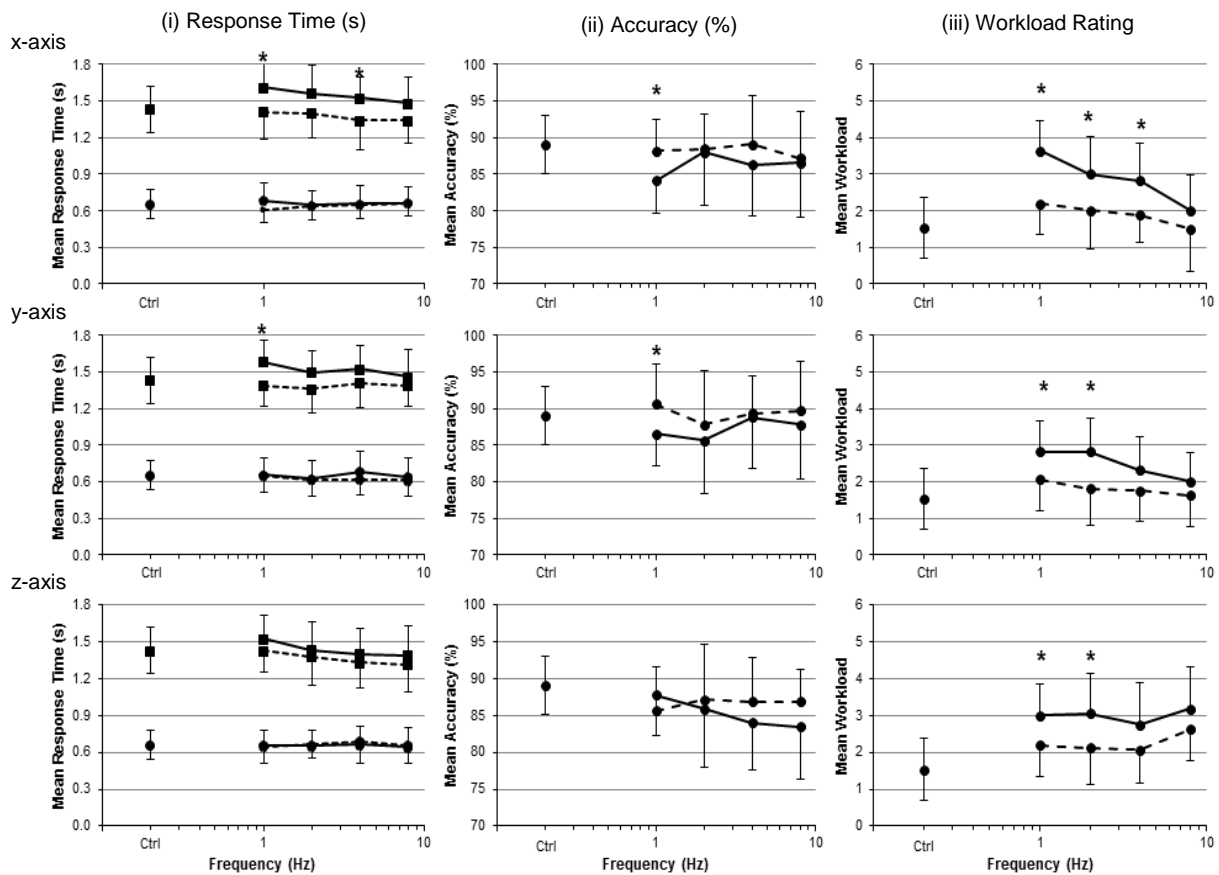 (i) Response Time (s) (ii) Accuracy (%) (iii) Workload Rating
x-axis
Mean Response Time (s)
1.8
1.5
1.2
0.9
0.6
0.3
0.0
* *
Ctrl 1 10
Mean Accuracy (%)
100
95
90
85
80
75
70
*
Ctrl 1 10
Mean Workload
6
5
4
3
2
1
0
* * *
Ctrl 1 10
y-axis
Mean Response Time (s)
1.8
1.5
1.2
0.9
0.6
0.3
0.0
*
Ctrl 1 10
Mean Accuracy (%)
100
95
90
85
80
75
70
*
Ctrl 1 10
Mean Workload
6
5
4
3
2
1
0
* *
Ctrl 1 10
z-axis
Mean Response Time (s)
1.8
1.5
1.2
0.9
0.6
0.3
0.0
Ctrl 1 10
Frequency (Hz)
Mean Accuracy (%)
100
95
90
85
80
75
70
Ctrl 1 10
Frequency (Hz)
Mean Workload
6
5
4
3
2
1
0
* *
Ctrl 1 10
Frequency (Hz)